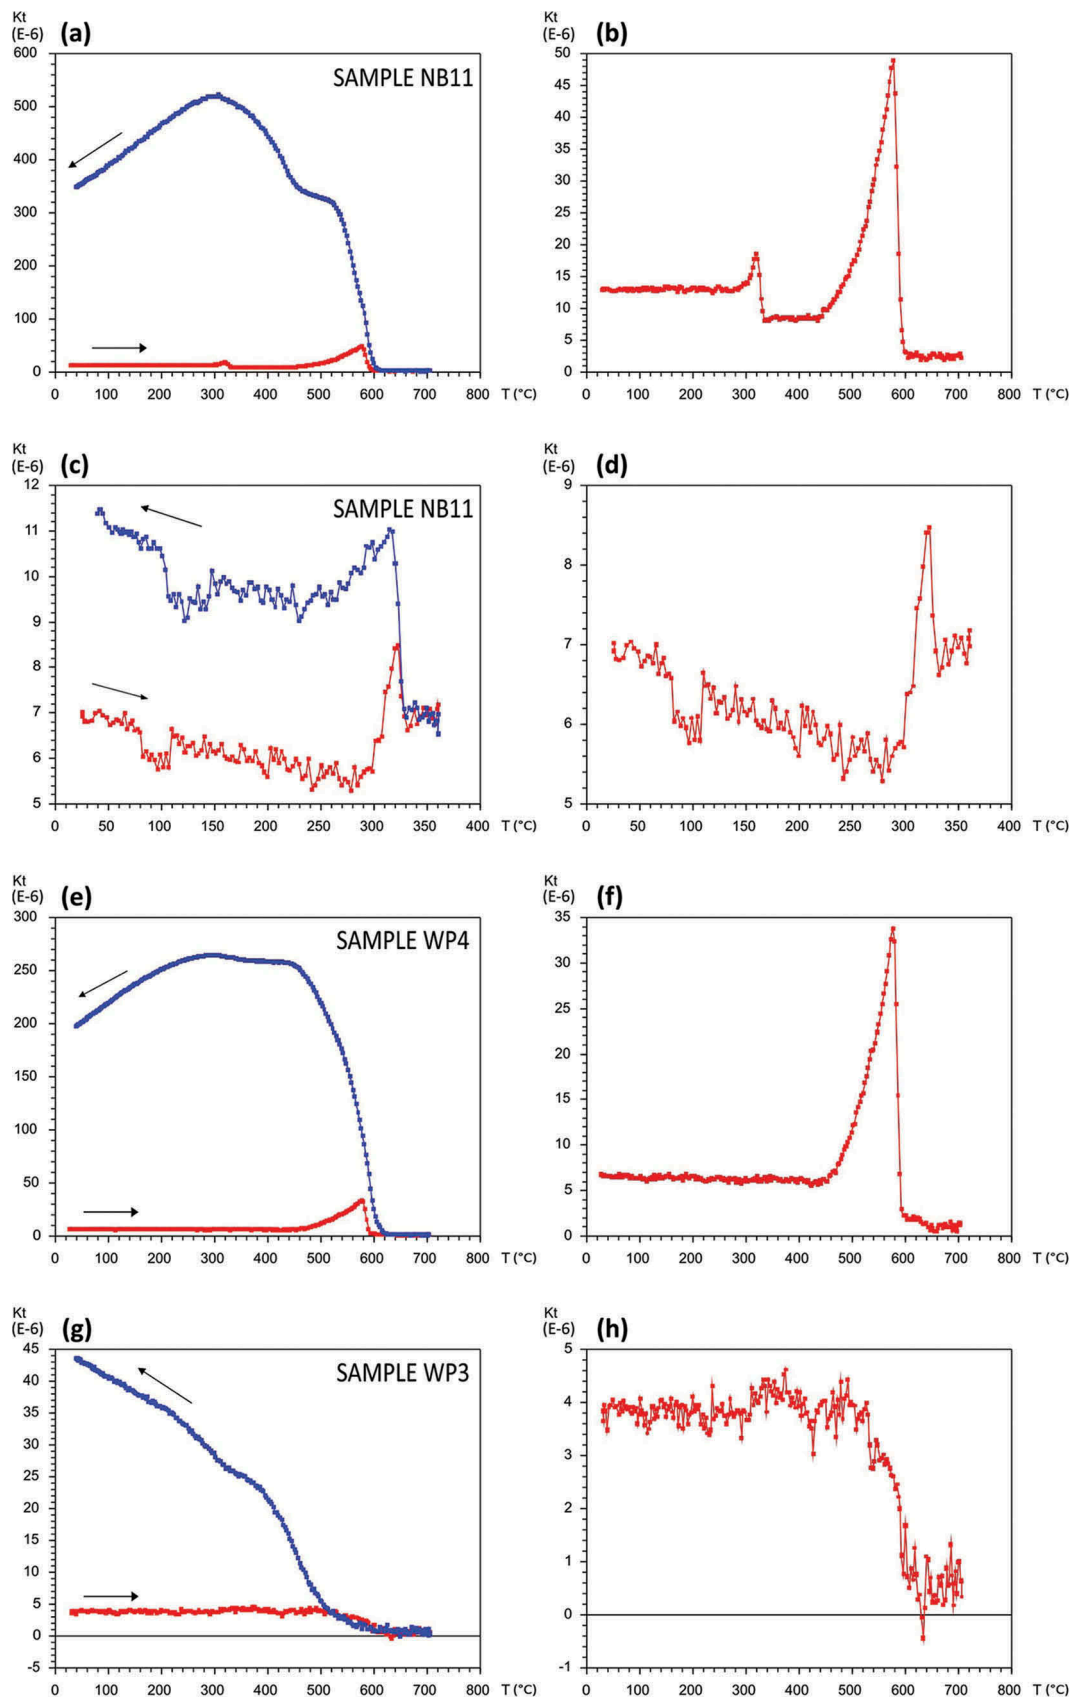 Kt
(E-6)
(a)
SAMPLE NB11
600
500
400
300
200
100
0
0 100 200 300 400 500 600 700 800 T (°C)
Kt
(E-6)
(b)
50
45
40
35
30
25
20
15
10
5
0
0 100 200 300 400 500 600 700 800 T (°C)
Kt
(E-6)
(c)
SAMPLE NB11
12
11
10
9
8
7
6
5
0 50 100 150 200 250 300 350 400 T (°C)
Kt
(E-6)
(d)
9
8
7
6
5
0 50 100 150 200 250 300 350 400 T (°C)
Kt
(E-6)
(e)
SAMPLE WP4
300
250
200
150
100
50
0
0 100 200 300 400 500 600 700 800 T (°C)
Kt
(E-6)
(f)
35
30
25
20
15
10
5
0
0 100 200 300 400 500 600 700 800 T (°C)
Kt
(E-6)
(g)
SAMPLE WP3
45
40
35
30
25
20
15
10
5
0
-5
0 100 200 300 400 500 600 700 800 T (°C)
Kt
(E-6)
(h)
5
4
3
2
1
0
-1
0 100 200 300 400 500 600 700 800 T (°C)